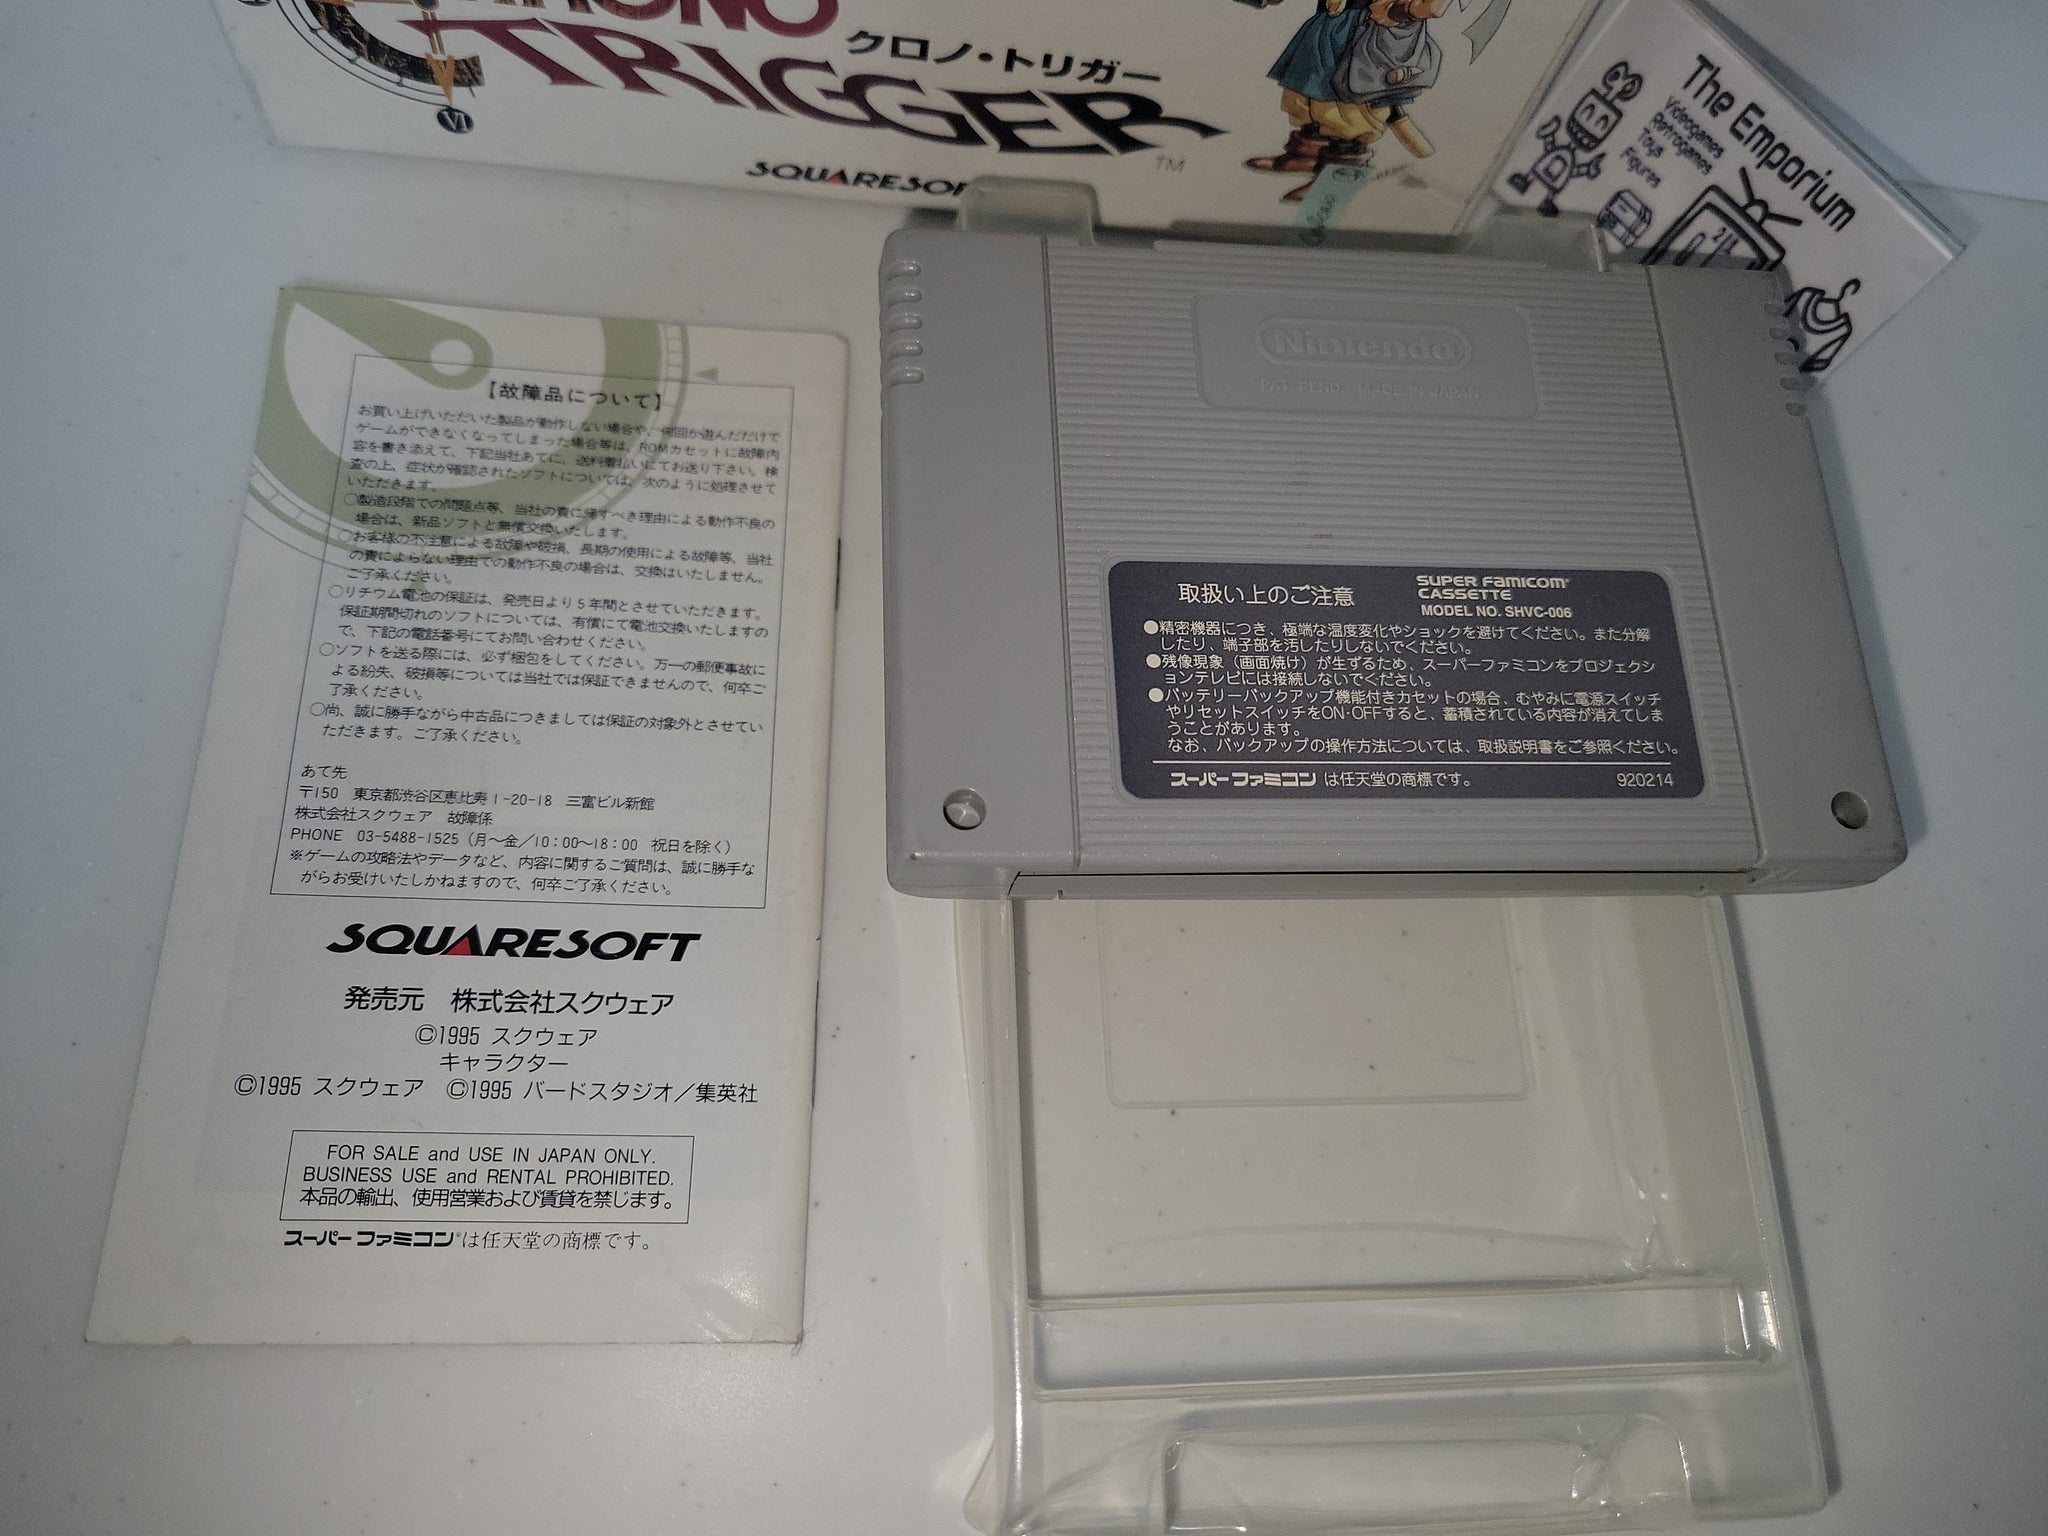 CHRONO
TRIGGER
クロノ・トリガー
TM
SQUARESOFT
VI
The Emporium
Videogames
Retrogames
Toys
Figures
【故障品について】
お買い上げいただいた製品が動作しない場合や、何回か遊んだだけで
ゲームができなくなってしまった場合等は、ROMカセットに故障内
容を書き添えて、下記当社あてに、送料着払いにてお送り下さい。検
査の上、症状が確認されたソフトについては、次のように処理させて
いただきます。
○製造段階での問題点等、当社の責に帰すべき理由による動作不良の
場合は、新品ソフトと無償交換いたします。
○お客様の不注意による故障や破損、長期の使用による故障等、当社
の責によらない理由での動作不良の場合は、交換はいたしません。
ご了承ください。
○リチウム電池の保証は、発売日より5年間とさせていただきます。
保証期間切れのソフトについては、有償にて電池交換いたしますの
で、下記の電話番号にてお問い合わせください。
○ソフトを送る際には、必ず梱包をしてください。万一の郵便事故に
よる紛失、破損等については当社では保証できませんので、何卒ご
了承ください。
○尚、誠に勝手ながら中古品につきましては保証の対象外とさせてい
ただきます。ご了承ください。
あて先
〒150 東京都渋谷区恵比寿1-20-18 三富ビル新館
株式会社スクウェア 故障係
PHONE 03-5488-1525(月～金／10:00～18:00 祝日を除く)
※ゲームの攻略法やデータなど、内容に関するご質問は、誠に勝手な
がらお受けいたしかねますので、何卒ご了承ください。
SQUARESOFT
発売元 株式会社スクウェア
©1995 スクウェア
キャラクター
©1995 スクウェア ©1995 バードスタジオ／集英社
FOR SALE and USE IN JAPAN ONLY.
BUSINESS USE and RENTAL PROHIBITED.
本品の輸出、使用営業および賃貸を禁じます。
スーパーファミコン®は任天堂の商標です。
Nintendo
PAT. PEND. MADE IN JAPAN
取扱い上のご注意
SUPER FAMICOM®
CASSETTE
MODEL NO. SHVC-006
●精密機器につき、極端な温度変化やショックを避けてください。また分解
したり、端子部を汚したりしないでください。
●残像現象（画面焼け）が生ずるため、スーパーファミコンをプロジェクシ
ョンテレビには接続しないでください。
●バッテリーバックアップ機能付きカセットの場合、むやみに電源スイッチ
やリセットスイッチをON・OFFすると、蓄積されている内容が消えてしま
うことがあります。
なお、バックアップの操作方法については、取扱説明書をご参照ください。
スーパーファミコンは任天堂の商標です。
920214